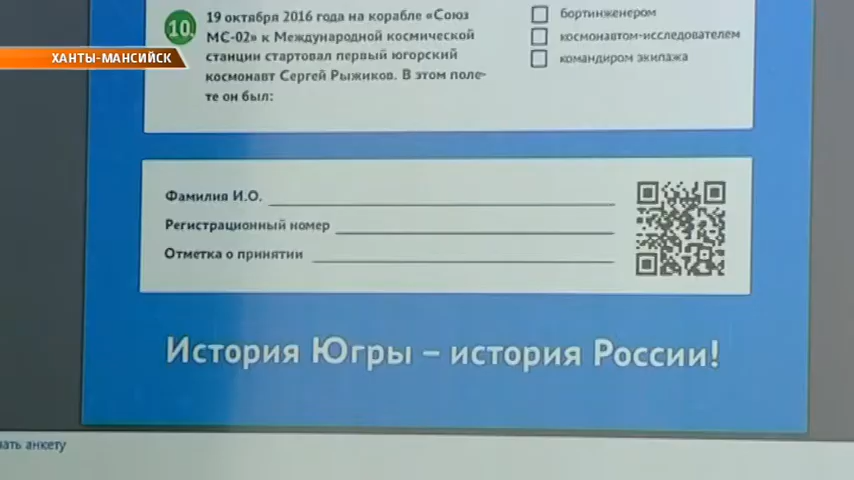 ХАНТЫ-МАНСИЙСК
10.
19 октября 2016 года на корабле «Союз
МС-02» к Международной космической
станции стартовал первый югорский
космонавт Сергей Рыжиков. В этом поле-
те он был:
бортинженером
космонавтом-исследователем
командиром экипажа
Фамилия И.О.
Регистрационный номер
Отметка о принятии
История Югры – история России!
анкету